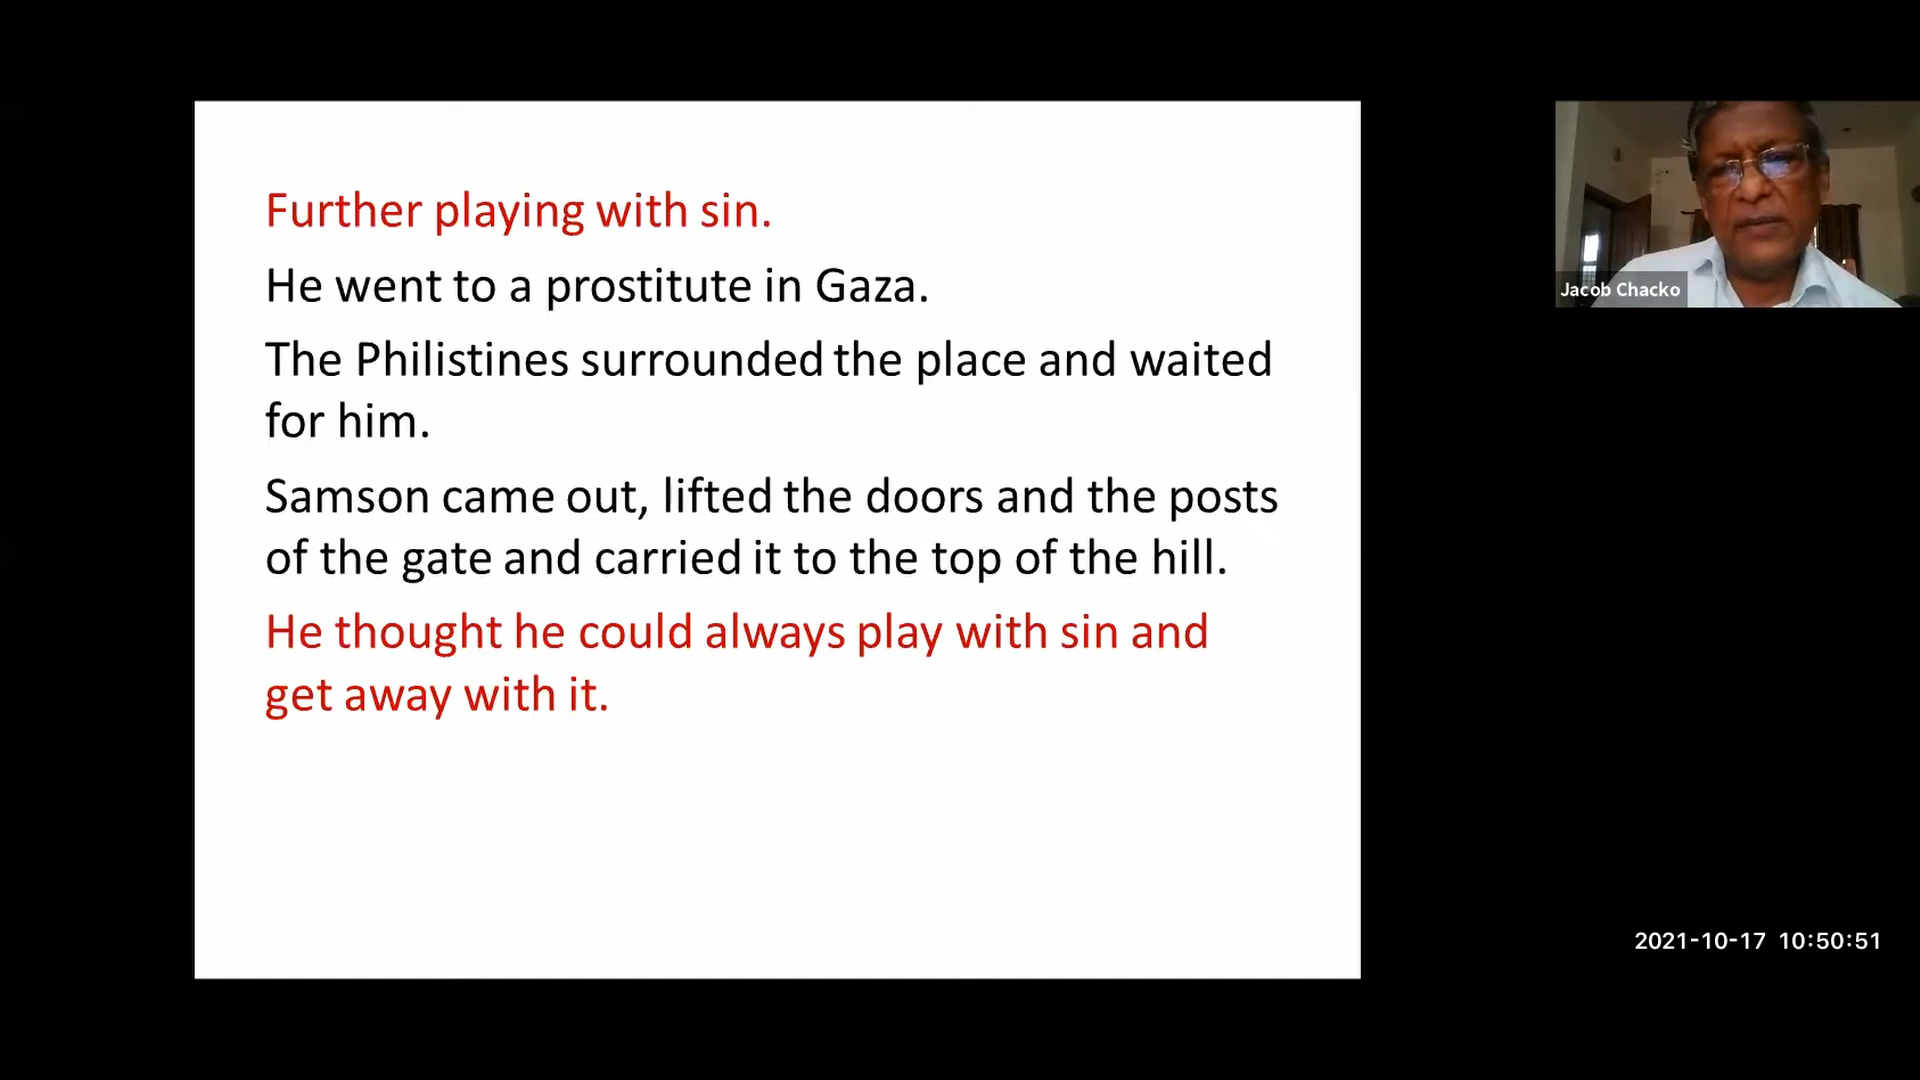 Further playing with sin.
He went to a prostitute in Gaza.
The Philistines surrounded the place and waited
for him.
Samson came out, lifted the doors and the posts
of the gate and carried it to the top of the hill.
He thought he could always play with sin and
get away with it.
Jacob Chacko
2021-10-17 10:50:51